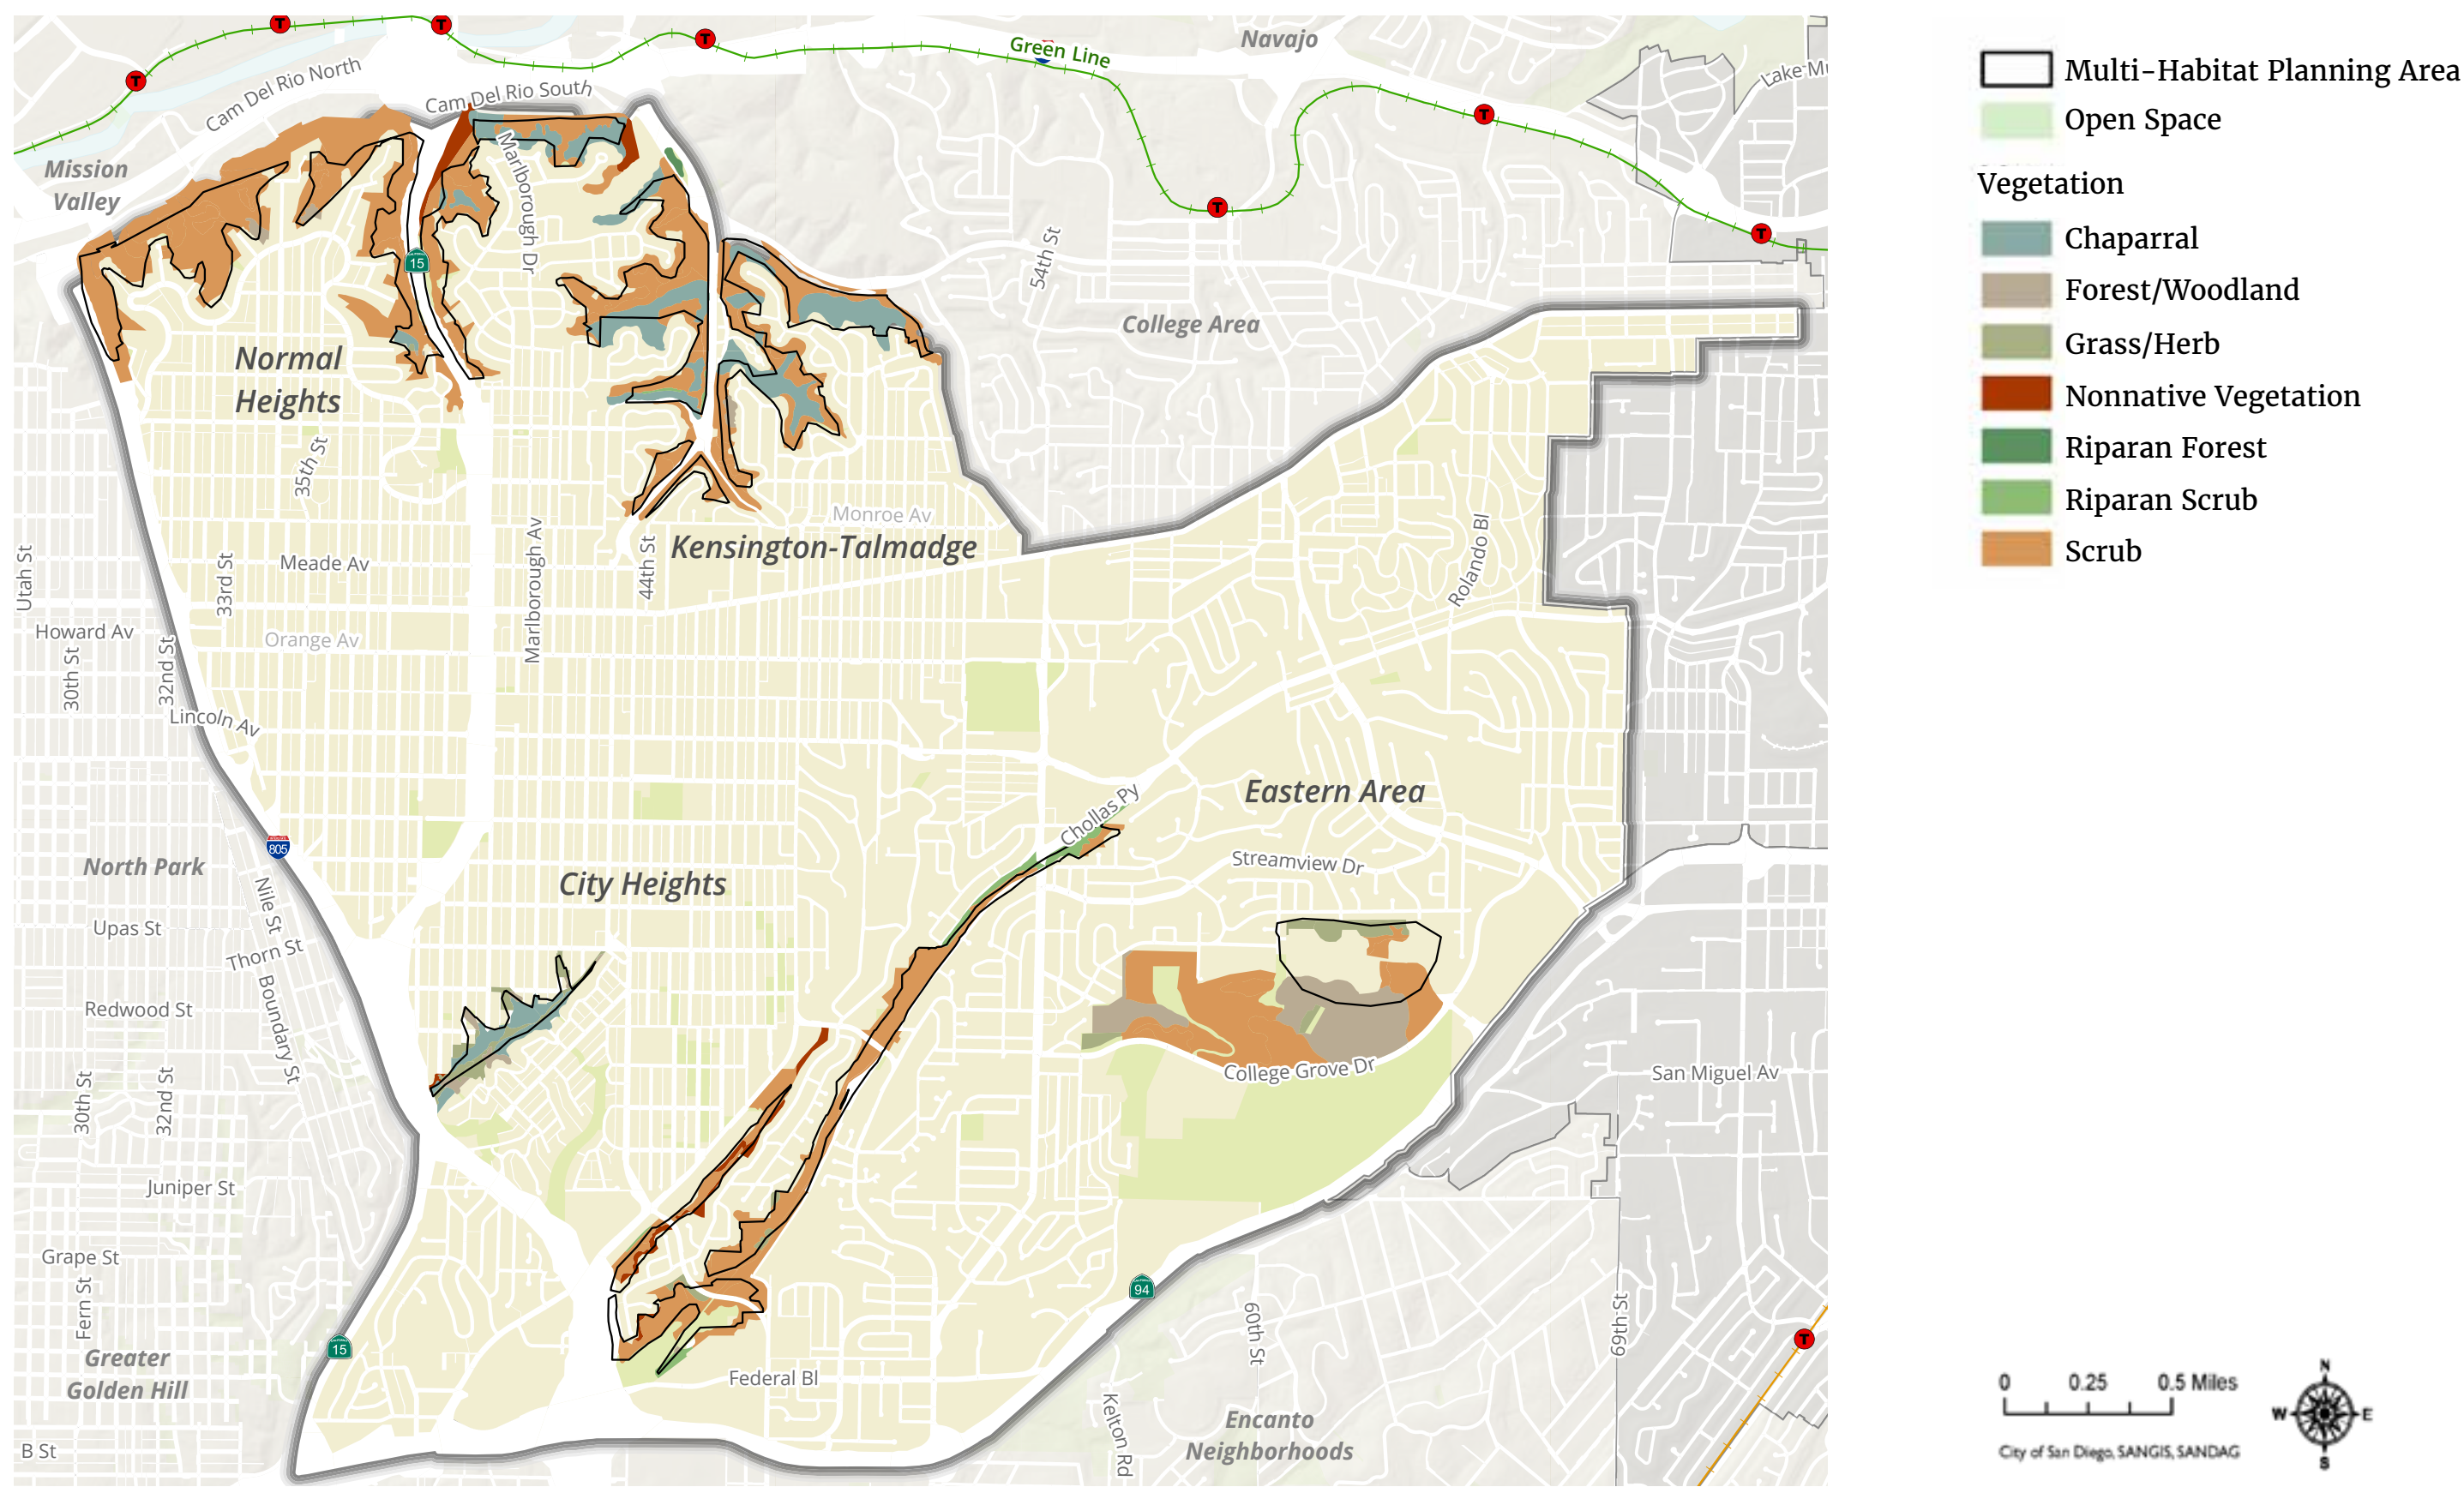 Navajo
Green Line
Lake
Cam Del Rio North
Cam Del Rio South
Mission
Valley
Marlborough Dr
54th St
15
College Area
Normal
Heights
35th St
Monroe Av
Kensington-Talmadge
Utah St
33rd St
Meade Av
Marlborough Av
44th St
Rolando Bl
Howard Av
30th St
32nd St
Orange Av
Lincoln Av
Eastern Area
Chollas Py
805
North Park
City Heights
Streamview Dr
Nile St
Upas St
Thorn St
Redwood St
Boundary St
College Grove Dr
San Miguel Av
30th St
32nd St
Juniper St
Grape St
Fern St
94
60th St
69th St
15
Greater
Golden Hill
Federal Bl
Kelton Rd
Encanto
Neighborhoods
B St
T
T
T
T
T
T
T
T
Multi-Habitat Planning Area
Open Space
Vegetation
Chaparral
Forest/Woodland
Grass/Herb
Nonnative Vegetation
Riparan Forest
Riparan Scrub
Scrub
0 0.25 0.5 Miles
City of San Diego, SANGIS, SANDAG
N
W E
S